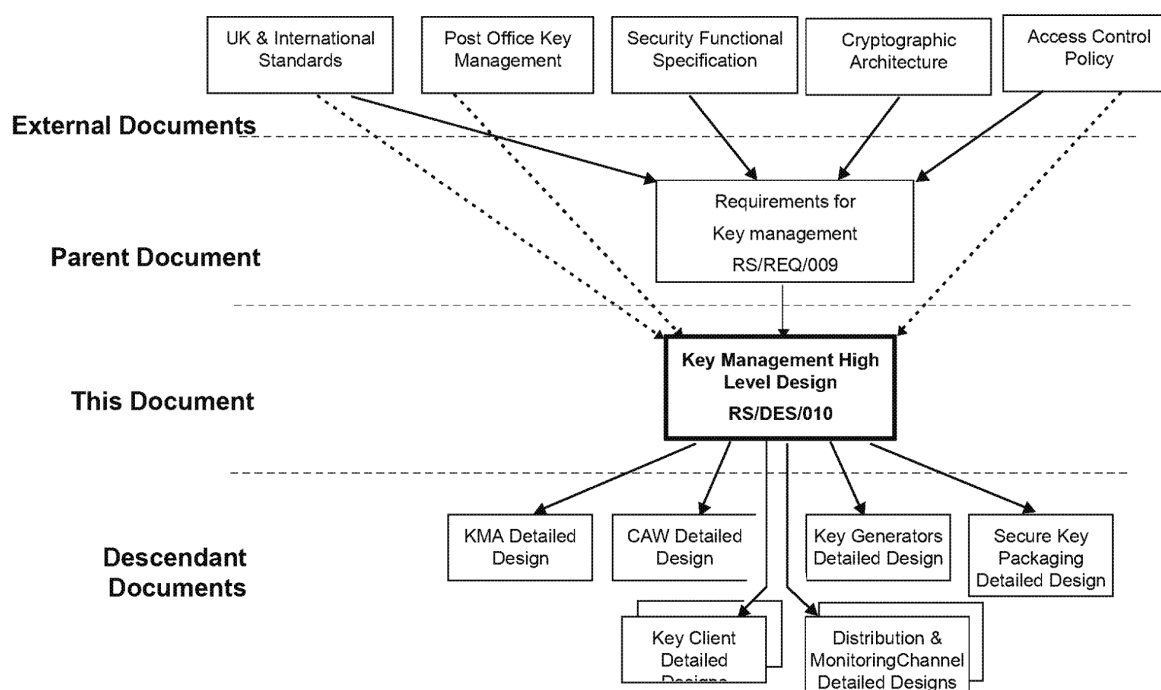 UK & International
Standards
Post Office Key
Management
Security Functional
Specification
Cryptographic
Architecture
Access Control
Policy
External Documents
Requirements for
Key management
RS/REQ/009
Parent Document
Key Management High
Level Design
RS/DES/010
This Document
KMA Detailed
Design
CAW Detailed
Design
Key Generators
Detailed Design
Secure Key
Packaging
Detailed Design
Descendant
Documents
Key Client
Detailed
Designs
Distribution &
MonitoringChannel
Detailed Designs